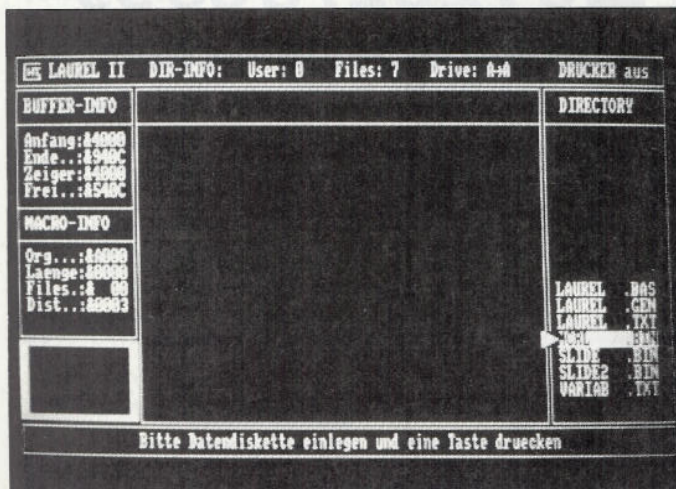 LAUREL II DIR-INFO: User: 0 Files: 7 Drive: A→A DRUCKER aus
BUFFER-INFO
Anfang:&4000
Ende..:&940C
Zeiger:&4000
Frei..:&540C
MACRO-INFO
Org...:&A000
Laenge:&0000
Files.:& 00
Dist..:&0003
DIRECTORY
LAUREL .BAS
LAUREL .GEN
LAUREL .TXT
.BIN
SLIDE .BIN
SLIDE2 .BIN
VARIAB .TXT
Bitte Datendiskette einlegen und eine Taste druecken